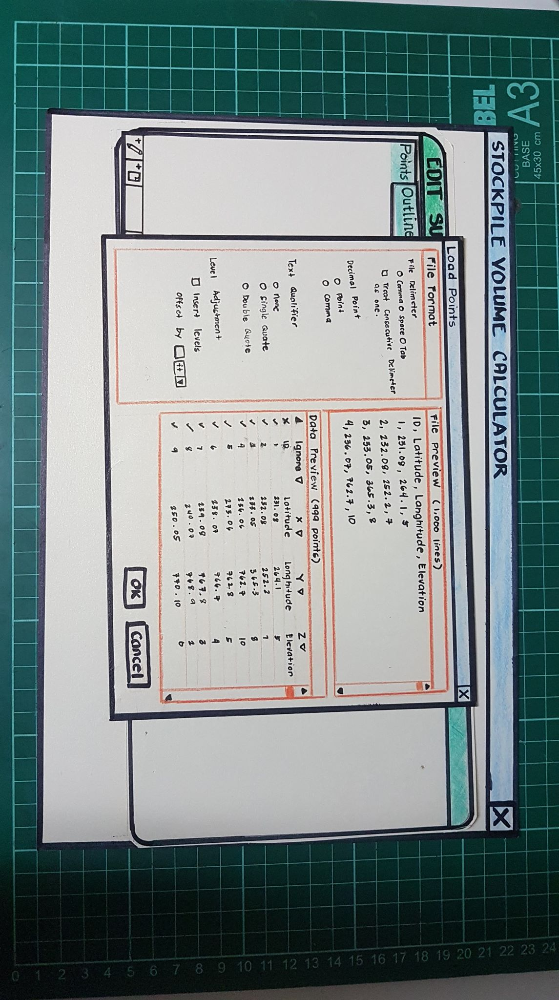 STOCKPILE VOLUME CALCULATOR X
EDIT SU
Points Outline
Load Points X
File Format
File Delimeter
Comma Space Tab
Treat Consecutive Delimeter
as one.
Decimal Point
Point
Comma
Text Qualifier
none
Single Quate
Double Quote
Level Adjustment
Insert levels
offset by ft
File Preview (1,000 lines)
ID, Latitude, Langhitude, Elevation
1, 231.08, 264.1, 5
2, 232.08, 252.2, 7
3, 233.05, 365.3, 8
4, 236.07, 762.7, 10
Data Preview (999 points)
Ignore X Y Z
ID Latitude Longhitude Elevation
1 231.08 264.1 5
2 232.08 252.2 7
3 233.05 365.3 8
4 236.06 762.7 10
5 273.06 762.8 5
6 238.07 766.7 4
7 239.08 767.8 3
8 240.07 768.9 2
9 250.05 770.10 6
OK Cancel
BEL A3
BASE
45x30 cm
0 1 2 3 4 5 6 7 8 9 10 11 12 13 14 15 16 17 18 19 20 21 22 23 24